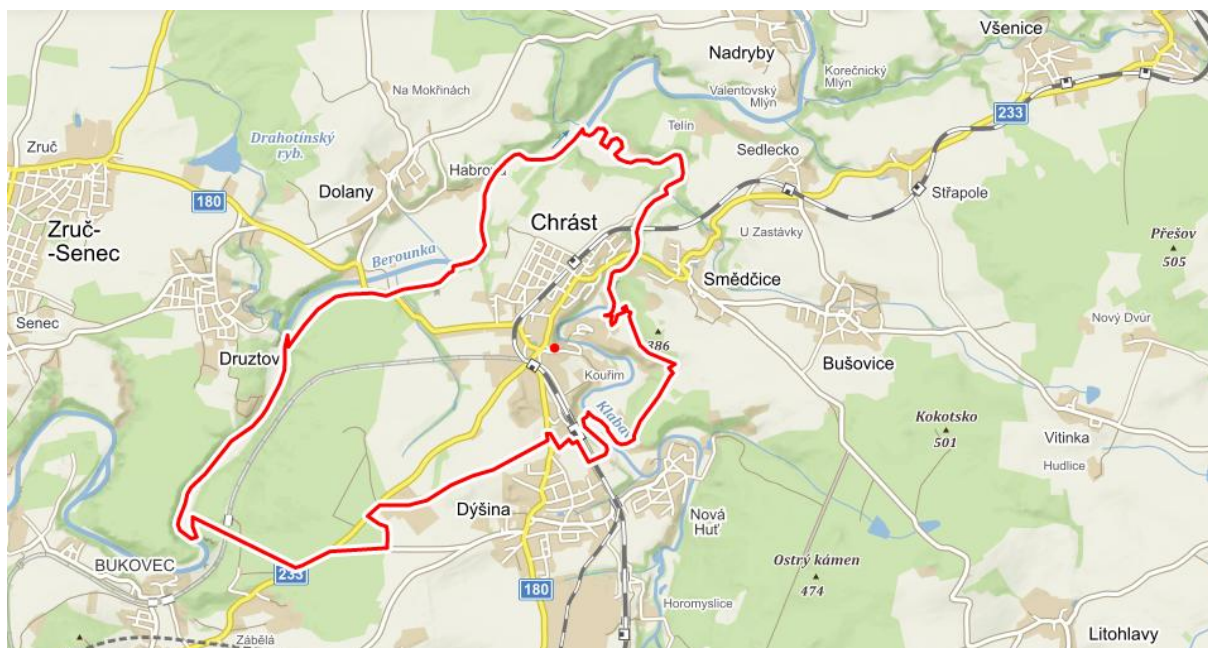 Všenice
Nadryby
Korečnický
Mlýn
Na Mokřinách
Valentovský
Mlýn
233
Telín
Zruč
Drahotínský
ryb.
Sedlecko
Dolany
180
Střapole
Chrást
Zruč-
-Senec
U Zastávky
Přešov
505
Berounka
Smědčice
Senec
Nový Dvůr
386
Druztov
Bušovice
Kouřim
Kokotsko
501
Vitinka
Hudlice
Dýšina
Nová
Huť
BUKOVEC
233
Ostrý kámen
474
180
Horomyslice
Zábělá
Litohlavy